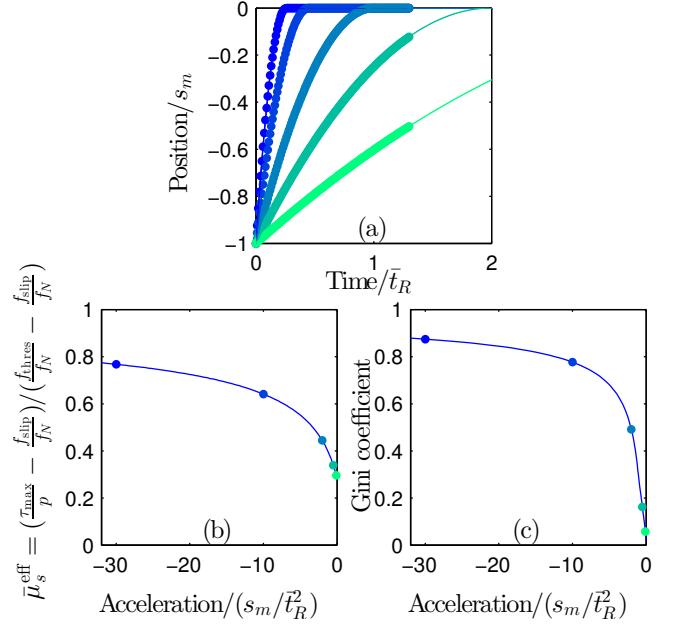 0
−0.2
−0.4
−0.6
−0.8
−1
Position/s_m
(a)
0 1 2
Time/t̄_R
μ̄_s^eff = (τ_max/p − f_slip/f_N)/(f_thres/f_N − f_slip/f_N)
1
0.8
0.6
0.4
0.2
0
(b)
−30 −20 −10 0
Acceleration/(s_m/t̄_R^2)
Gini coefficient
1
0.8
0.6
0.4
0.2
0
(c)
−30 −20 −10 0
Acceleration/(s_m/t̄_R^2)